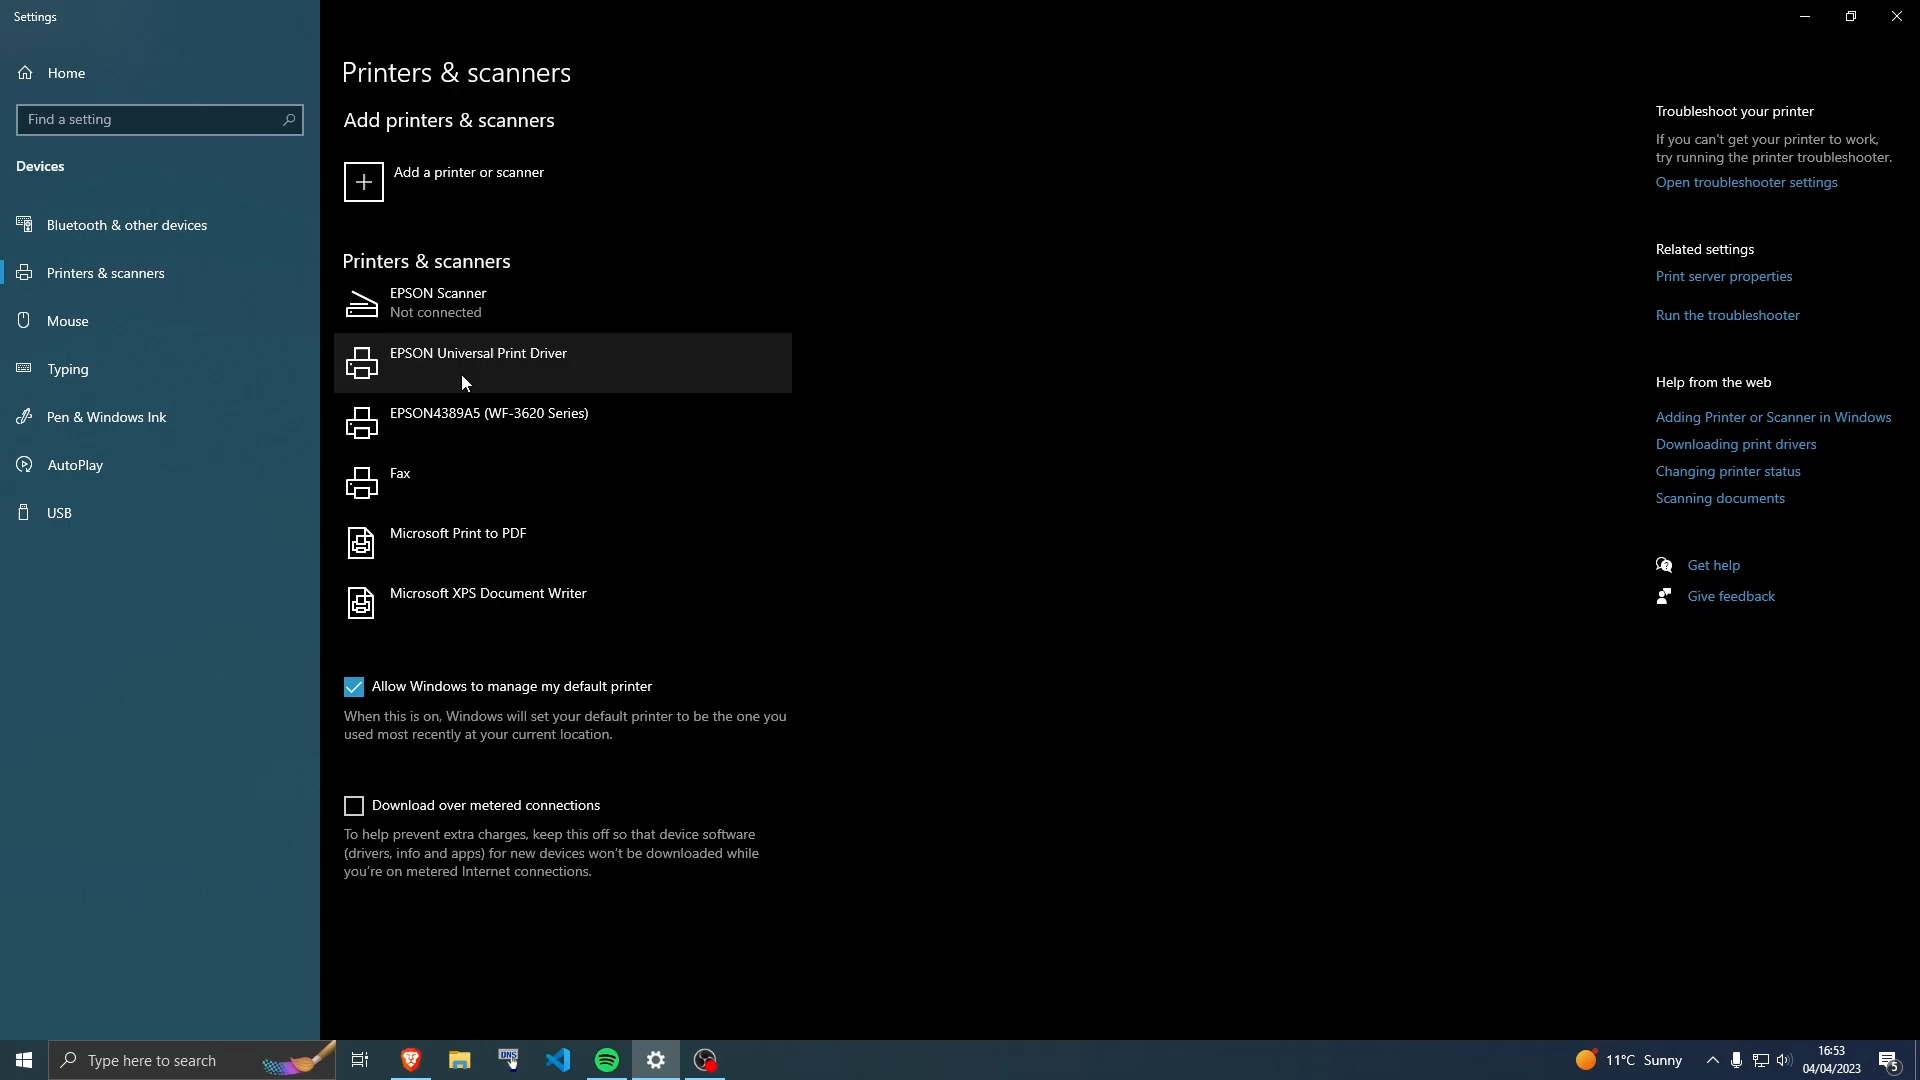 Settings
Home
Find a setting
Devices
Bluetooth & other devices
Printers & scanners
Mouse
Typing
Pen & Windows Ink
AutoPlay
USB
Printers & scanners
Add printers & scanners
Add a printer or scanner
Printers & scanners
EPSON Scanner
Not connected
EPSON Universal Print Driver
EPSON4389A5 (WF-3620 Series)
Fax
Microsoft Print to PDF
Microsoft XPS Document Writer
Allow Windows to manage my default printer
When this is on, Windows will set your default printer to be the one you
used most recently at your current location.
Download over metered connections
To help prevent extra charges, keep this off so that device software
(drivers, info and apps) for new devices won't be downloaded while
you're on metered Internet connections.
Troubleshoot your printer
If you can't get your printer to work,
try running the printer troubleshooter.
Open troubleshooter settings
Related settings
Print server properties
Run the troubleshooter
Help from the web
Adding Printer or Scanner in Windows
Downloading print drivers
Changing printer status
Scanning documents
Get help
Give feedback
Type here to search
DNS
11°C Sunny
16:53
04/04/2023
5